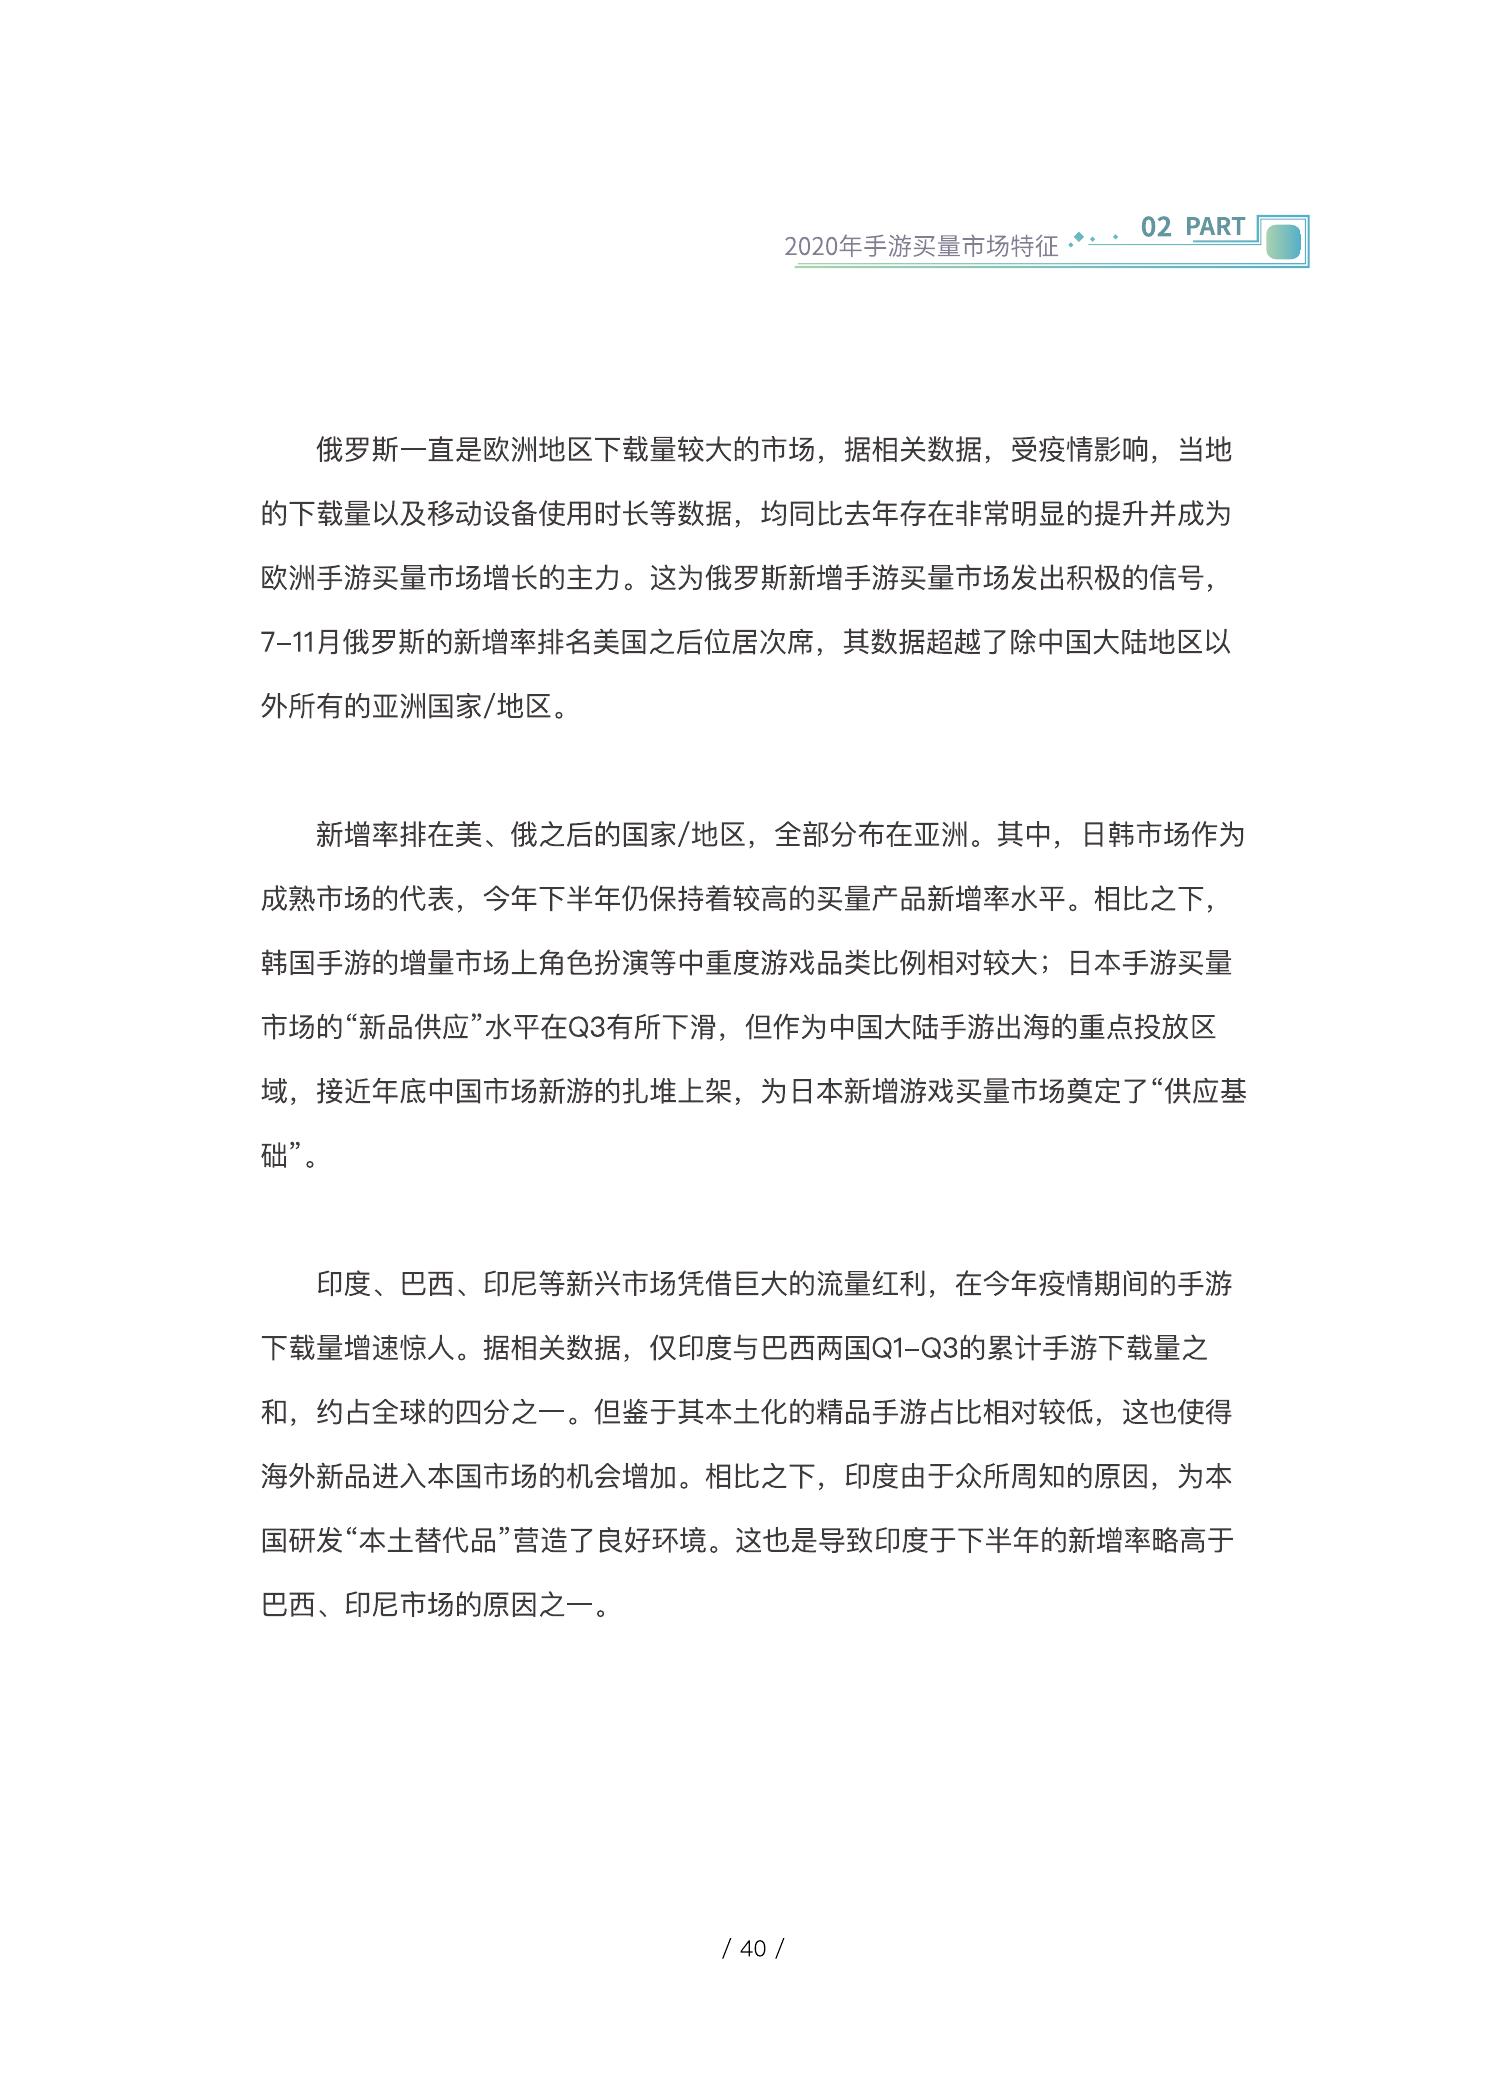 2020年手游买量市场特征
02 PART
俄罗斯一直是欧洲地区下载量较大的市场，据相关数据，受疫情影响，当地
的下载量以及移动设备使用时长等数据，均同比去年存在非常明显的提升并成为
欧洲手游买量市场增长的主力。这为俄罗斯新增手游买量市场发出积极的信号，
7–11月俄罗斯的新增率排名美国之后位居次席，其数据超越了除中国大陆地区以
外所有的亚洲国家/地区。
新增率排在美、俄之后的国家/地区，全部分布在亚洲。其中，日韩市场作为
成熟市场的代表，今年下半年仍保持着较高的买量产品新增率水平。相比之下，
韩国手游的增量市场上角色扮演等中重度游戏品类比例相对较大；日本手游买量
市场的“新品供应”水平在Q3有所下滑，但作为中国大陆手游出海的重点投放区
域，接近年底中国市场新游的扎堆上架，为日本新增游戏买量市场奠定了“供应基
础”。
印度、巴西、印尼等新兴市场凭借巨大的流量红利，在今年疫情期间的手游
下载量增速惊人。据相关数据，仅印度与巴西两国Q1–Q3的累计手游下载量之
和，约占全球的四分之一。但鉴于其本土化的精品手游占比相对较低，这也使得
海外新品进入本国市场的机会增加。相比之下，印度由于众所周知的原因，为本
国研发“本土替代品”营造了良好环境。这也是导致印度于下半年的新增率略高于
巴西、印尼市场的原因之一。
/ 40 /